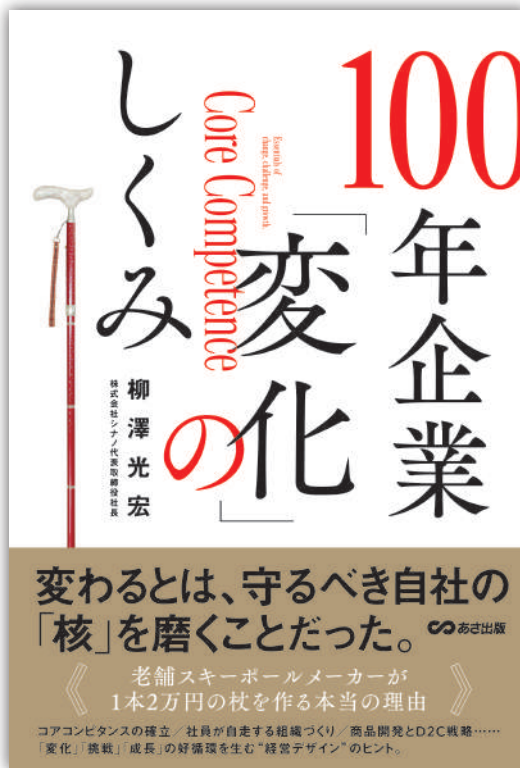 100年企業
「変化」の
しくみ
Core Competence
Essentials of
change, challenge, and growth
柳澤光宏
株式会社シナノ代表取締役社長
変わるとは、守るべき自社の
「核」を磨くことだった。
あさ出版
《老舗スキーポールメーカーが
1本2万円の杖を作る本当の理由》
コアコンピタンスの確立／社員が自走する組織づくり／商品開発とD2C戦略……
「変化」「挑戦」「成長」の好循環を生む“経営デザイン”のヒント。